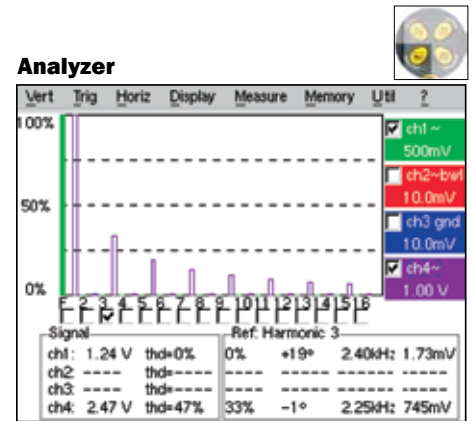 Analyzer
Vert Trig Horiz Display Measure Memory Util ?
100%
50%
0%
ch1 ~
500mV
ch2~bwl
10.0mV
ch3 gnd
10.0mV
ch4~
1.00 V
F 2 3 4 5 6 7 8 9 10 11 12 13 14 15 16
Signal
Ref: Harmonic 3
ch1: 1.24 V thd=0% 0% +19° 2.40kHz 1.73mV
ch2: ---- thd=---- ---- ---- ------ ------
ch3: ---- thd=---- ---- ---- ------ ------
ch4: 2.47 V thd=47% 33% -1° 2.25kHz 745mV